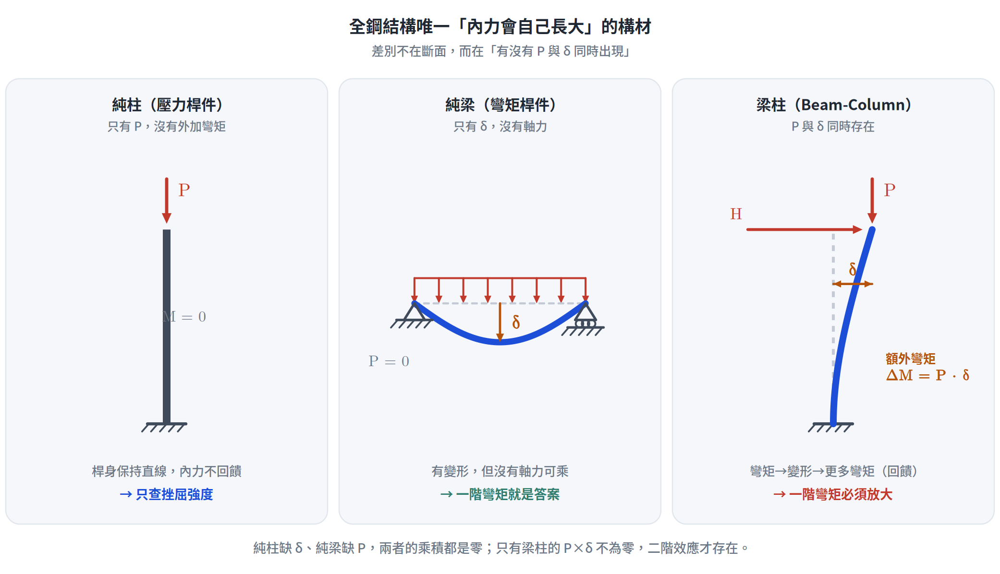 全鋼結構唯一「內力會自己長大」的構材
差別不在斷面，而在「有沒有 P 與 δ 同時出現」
純柱（壓力桿件）
只有 P，沒有外加彎矩
P
M = 0
桿身保持直線，內力不回饋
→ 只查挫屈強度
純梁（彎矩桿件）
只有 δ，沒有軸力
δ
P = 0
有變形，但沒有軸力可乘
→ 一階彎矩就是答案
梁柱（Beam-Column）
P 與 δ 同時存在
P
H
δ
額外彎矩
ΔM = P · δ
彎矩→變形→更多彎矩（回饋）
→ 一階彎矩必須放大
純柱缺 δ、純梁缺 P，兩者的乘積都是零；只有梁柱的 P×δ 不為零，二階效應才存在。